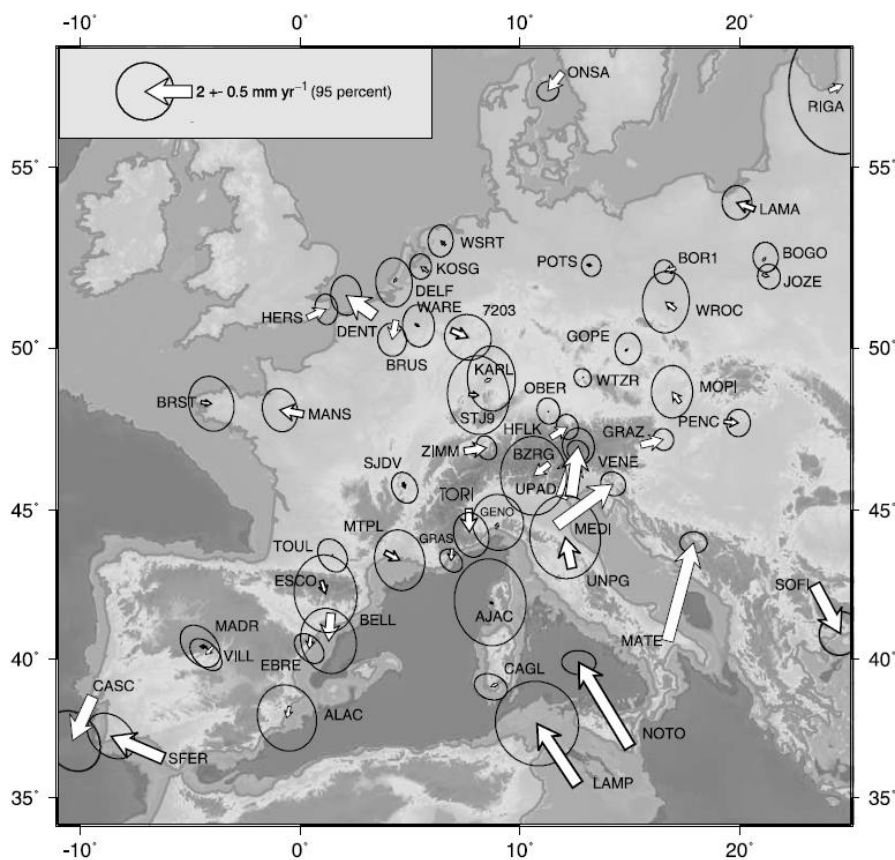 -10° 0° 10° 20°
2 +- 0.5 mm yr⁻¹ (95 percent)
ONSA
RIGA
55° 55°
LAMA
WSRT
BOGO
KOSG
POTS
BOR1
JOZE
DELF
WARE
7203
WROC
HERS
DENT
GOPE
50° 50°
BRUS
KARL
OBER
WTZR
MOPI
BRST
MANS
STJ9
HFLK
GRAZ
PENC
ZIMM
BZRG
VENE
SJDV
UPAD
TORI
45° 45°
GENO
MTPL
GRAS
MEDI
TOUL
ESCO
UNPG
SOFI
AJAC
MADR
BELL
MATE
VILL
EBRE
40° 40°
CASC
CAGL
ALAC
NOTO
SFER
LAMP
35° 35°
-10° 0° 10° 20°